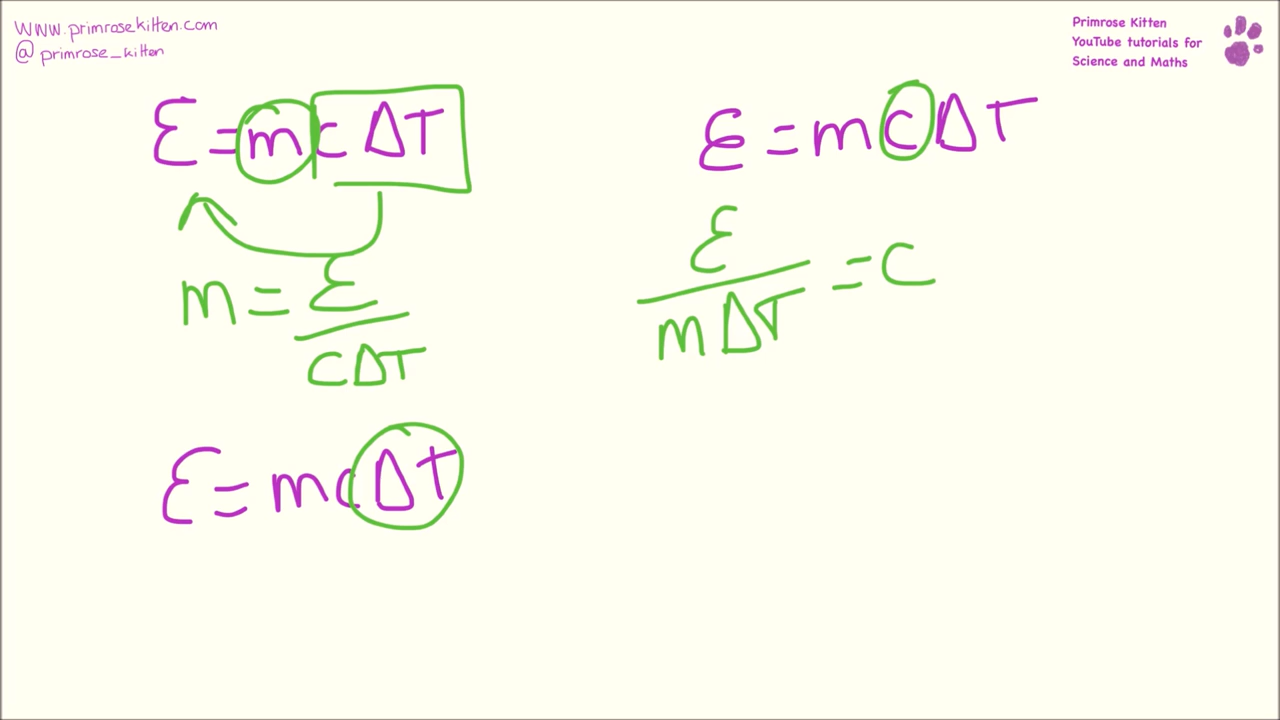 www.primrosekitten.com
@primrose_kitten
Primrose Kitten
YouTube tutorials for
Science and Maths
E = mcΔT
m = E / cΔT
E = mcΔT
E / mΔT = c
E = mcΔT